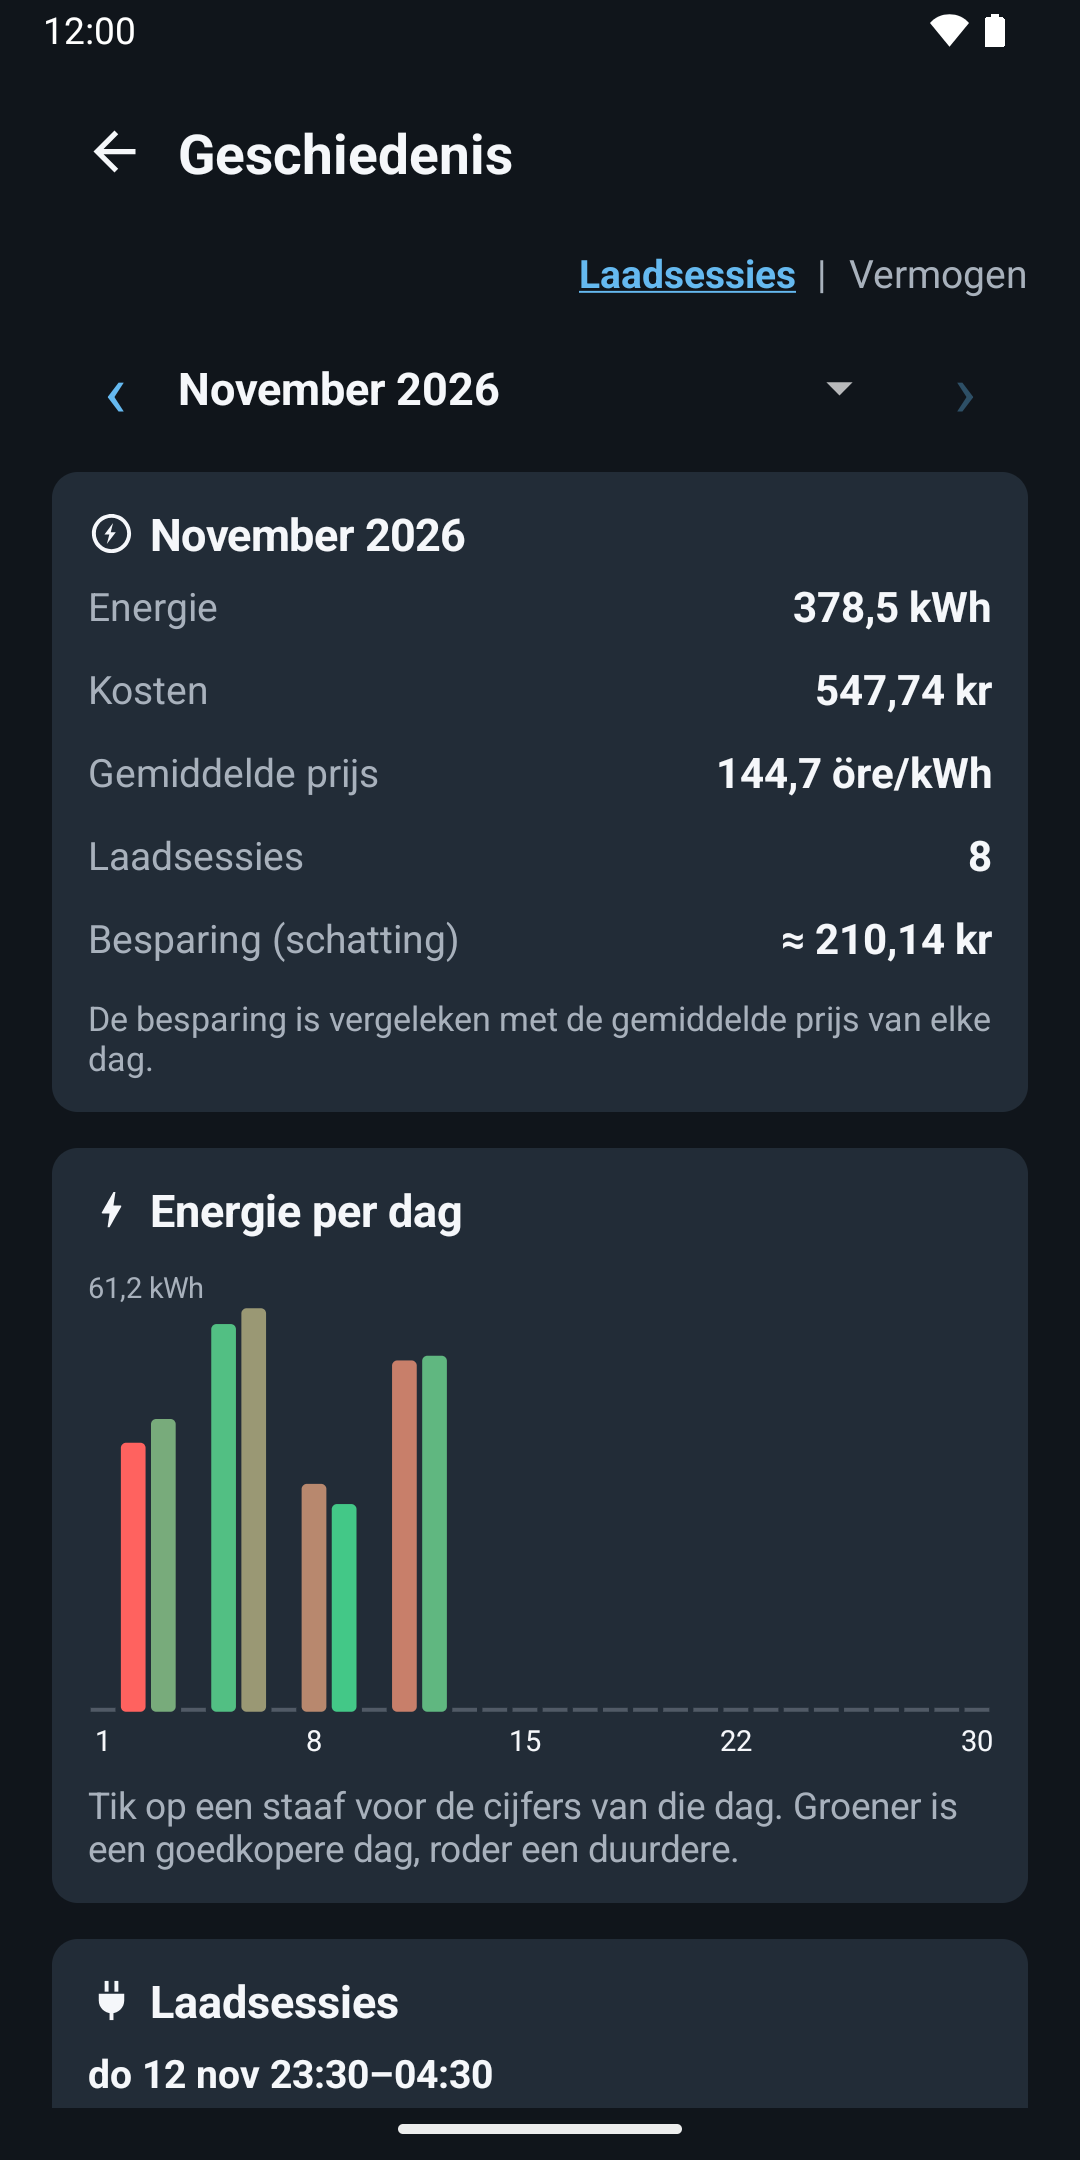 12:00
Geschiedenis
Laadsessies | Vermogen
‹ November 2026 ›
November 2026
Energie 378,5 kWh
Kosten 547,74 kr
Gemiddelde prijs 144,7 öre/kWh
Laadsessies 8
Besparing (schatting) ≈ 210,14 kr
De besparing is vergeleken met de gemiddelde prijs van elke
dag.
Energie per dag
61,2 kWh
1 8 15 22 30
Tik op een staaf voor de cijfers van die dag. Groener is
een goedkopere dag, roder een duurdere.
Laadsessies
do 12 nov 23:30–04:30